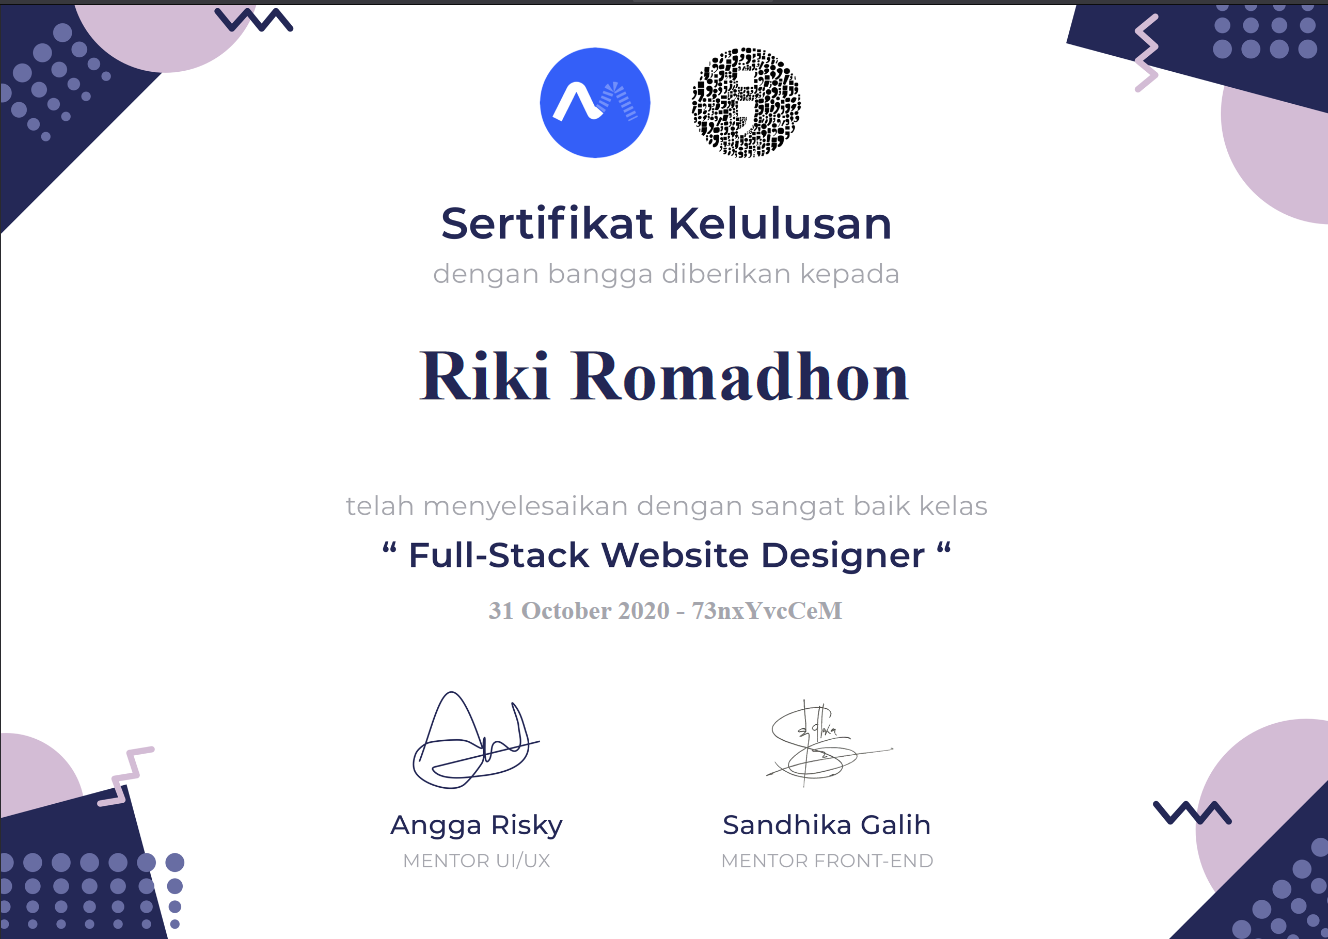 Sertifikat Kelulusan
dengan bangga diberikan kepada
Riki Romadhon
telah menyelesaikan dengan sangat baik kelas
“ Full-Stack Website Designer “
31 October 2020 - 73nxYvcCeM
Angga Risky
Sandhika Galih
MENTOR UI/UX
MENTOR FRONT-END